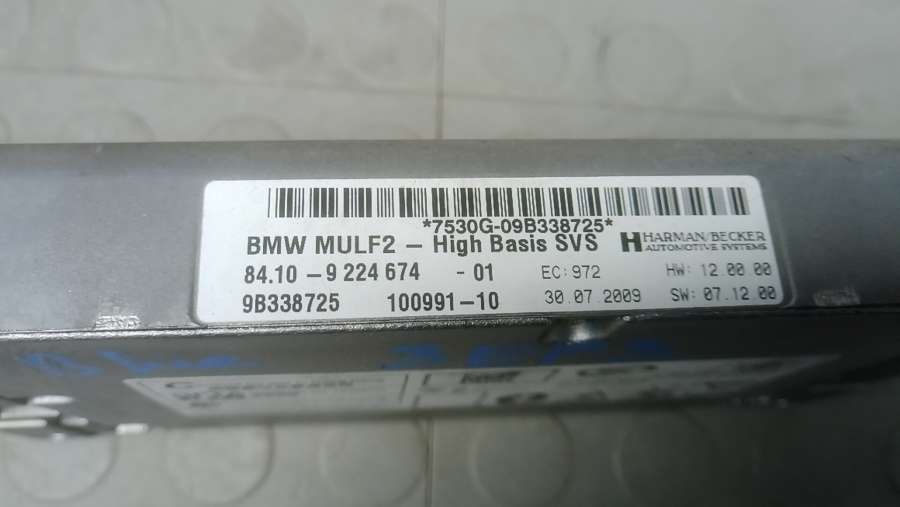 *7530G-09B338725*
BMW MULF2 – High Basis SVS
HARMAN/BECKER
AUTOMOTIVE SYSTEMS
84.10 –9 224 674 - 01 EC: 972 HW: 12.00.00
9B338725 100991–10 30.07.2009 SW: 07.12.00